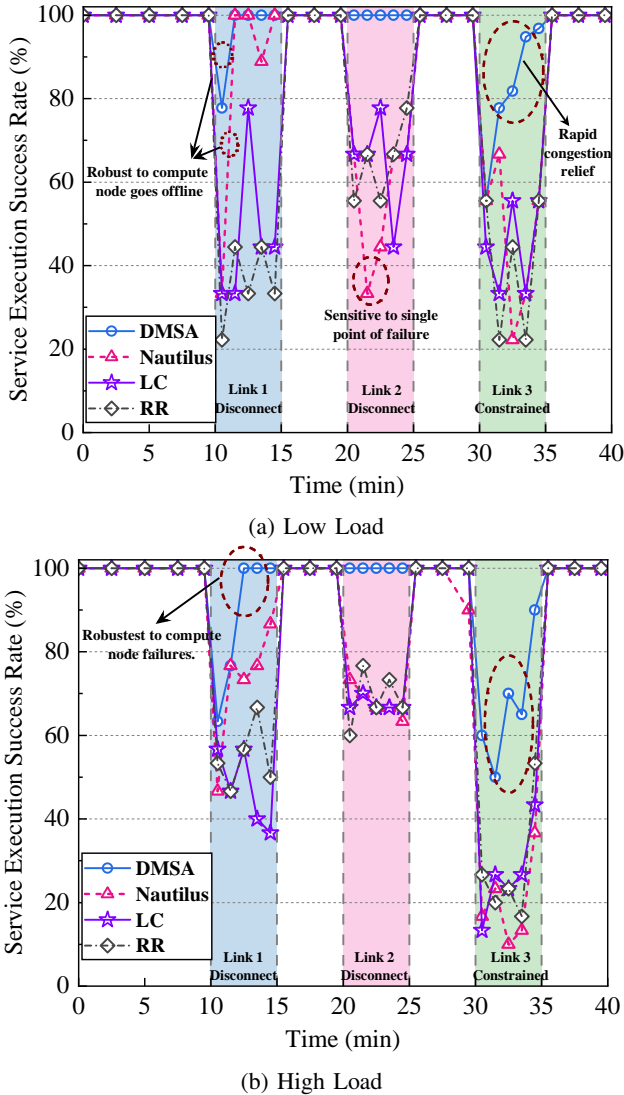 Service Execution Success Rate (%)
100
80
60
40
20
0
Robust to compute
node goes offline
Rapid
congestion
relief
Sensitive to single
point of failure
DMSA
Nautilus
LC
RR
Link 1
Disconnect
Link 2
Disconnect
Link 3
Constrained
0 5 10 15 20 25 30 35 40
Time (min)
(a) Low Load
Service Execution Success Rate (%)
100
80
60
40
20
0
Robustest to compute
node failures.
DMSA
Nautilus
LC
RR
Link 1
Disconnect
Link 2
Disconnect
Link 3
Constrained
0 5 10 15 20 25 30 35 40
Time (min)
(b) High Load